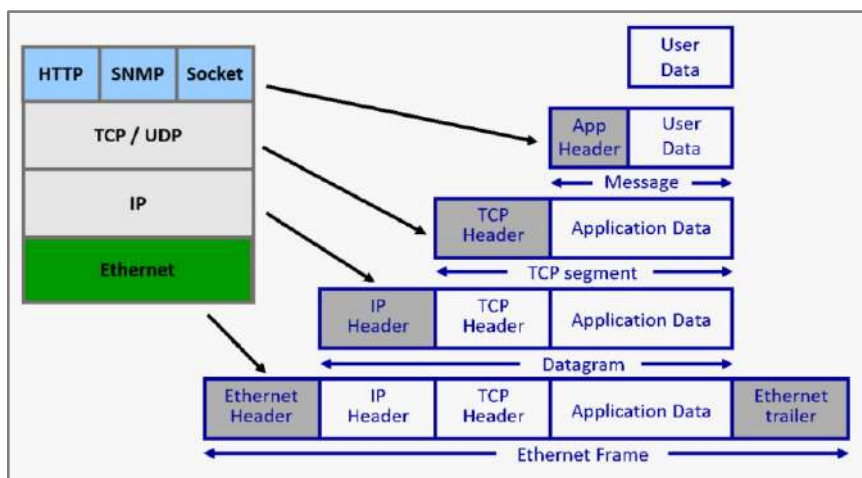 HTTP SNMP Socket
TCP / UDP
IP
Ethernet
User
Data
App
Header
User
Data
Message
TCP
Header
Application Data
TCP segment
IP
Header
TCP
Header
Application Data
Datagram
Ethernet
Header
IP
Header
TCP
Header
Application Data
Ethernet
trailer
Ethernet Frame